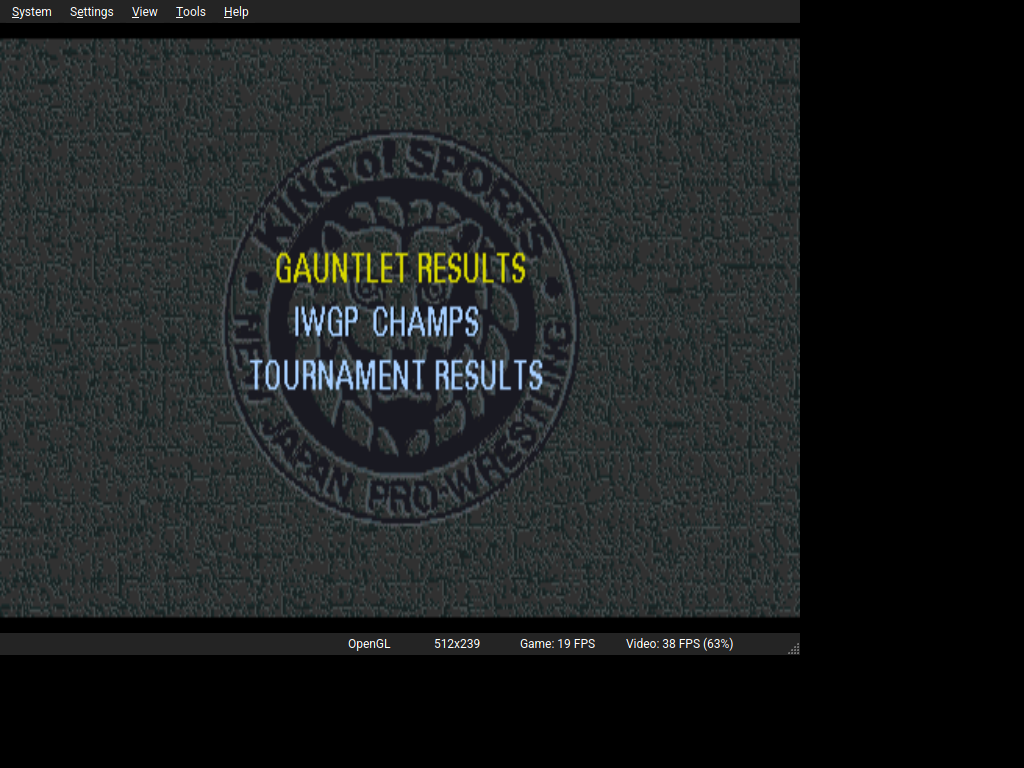 System Settings View Tools Help
KING of SPORTS
GAUNTLET RESULTS
IWGP CHAMPS
TOURNAMENT RESULTS
NEW JAPAN PRO-WRESTLING
OpenGL 512x239 Game: 19 FPS Video: 38 FPS (63%)